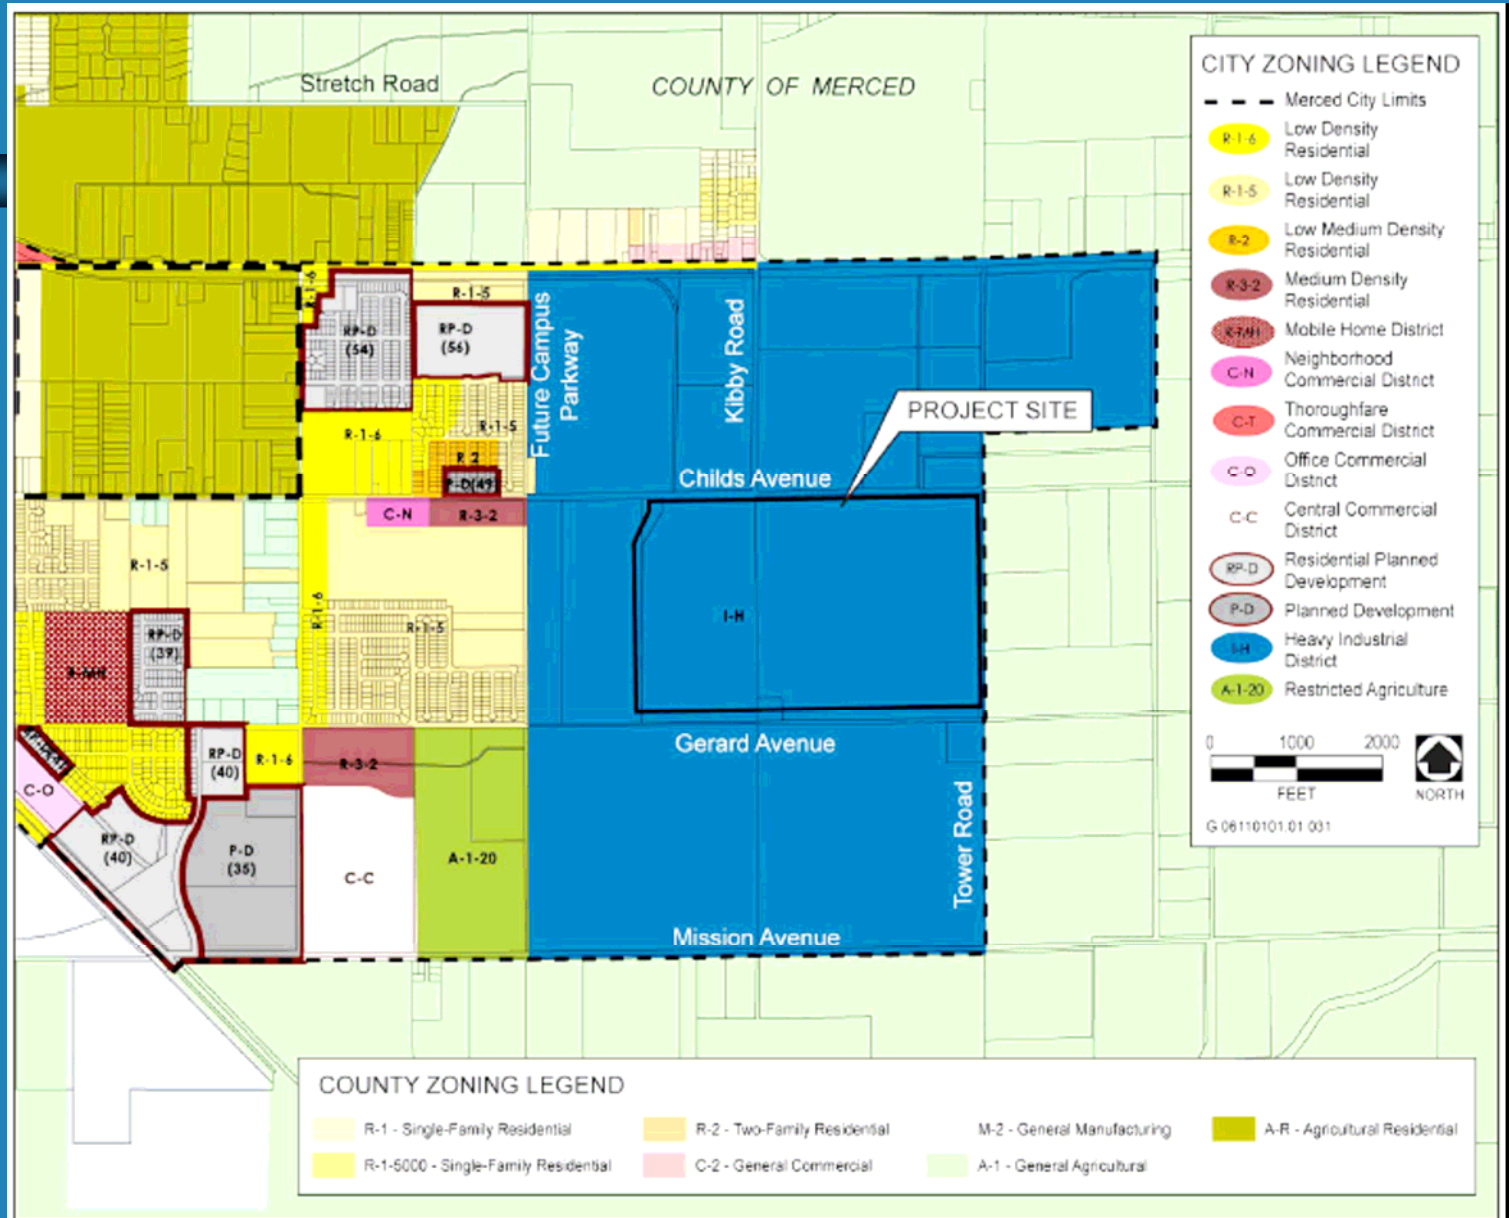 Stretch Road
COUNTY OF MERCED
R-1-6
R-1-5
RP-D
(54)
RP-D
(56)
Future Campus
Parkway
Kibby Road
PROJECT SITE
R-1-6
R-1-5
R 2
P-D(49)
Childs Avenue
C-N
R-3-2
R-1-5
R-1-6
R-1-5
I-H
RP-D
(39)
R-MH
Gerard Avenue
RP-D
(40)
R-1-6
R-3-2
C-O
RP-D
(40)
P-D
(35)
C-C
A-1-20
Tower Road
Mission Avenue
CITY ZONING LEGEND
Merced City Limits
R-1-6
Low Density
Residential
R-1-5
Low Density
Residential
R-2
Low Medium Density
Residential
R-3-2
Medium Density
Residential
R-MH
Mobile Home District
C-N
Neighborhood
Commercial District
C-T
Thoroughfare
Commercial District
C-O
Office Commercial
District
C-C
Central Commercial
District
RP-D
Residential Planned
Development
P-D
Planned Development
I-H
Heavy Industrial
District
A-1-20
Restricted Agriculture
0 1000 2000
FEET
NORTH
G 06110101.01 031
COUNTY ZONING LEGEND
R-1 - Single-Family Residential
R-2 - Two-Family Residential
M-2 - General Manufacturing
A-R - Agricultural Residential
R-1-5000 - Single-Family Residential
C-2 - General Commercial
A-1 - General Agricultural